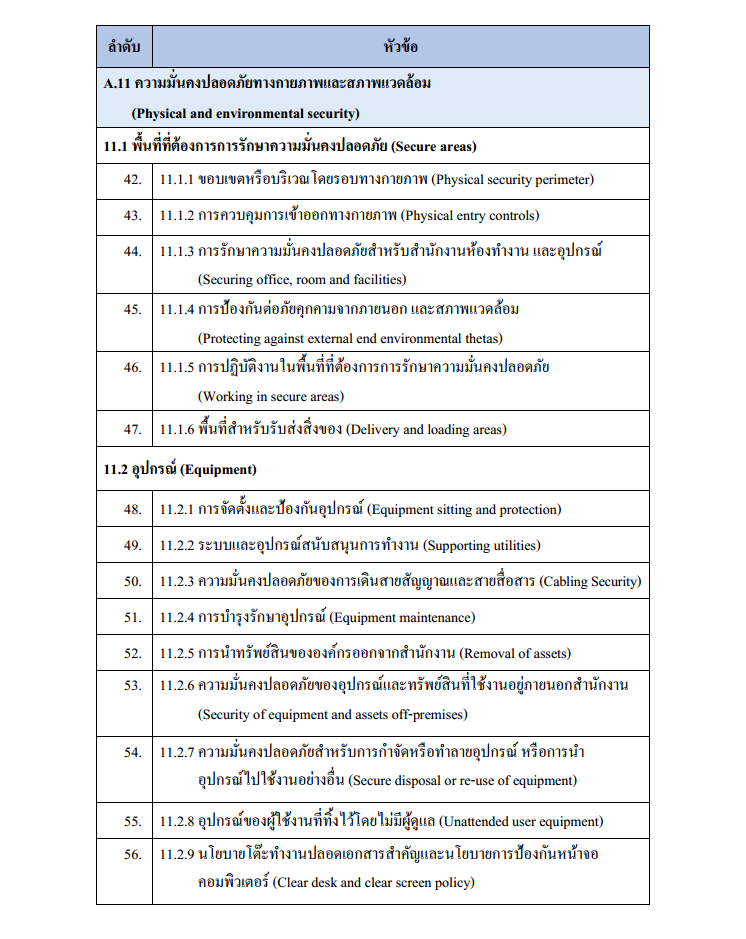 ลำดับ หัวข้อ
A.11 ความมั่นคงปลอดภัยทางกายภาพและสภาพแวดล้อม
(Physical and environmental security)
11.1 พื้นที่ที่ต้องการการรักษาความมั่นคงปลอดภัย (Secure areas)
42. 11.1.1 ขอบเขตหรือบริเวณโดยรอบทางกายภาพ (Physical security perimeter)
43. 11.1.2 การควบคุมการเข้าออกทางกายภาพ (Physical entry controls)
44. 11.1.3 การรักษาความมั่นคงปลอดภัยสำหรับสำนักงานห้องทำงาน และอุปกรณ์
(Securing office, room and facilities)
45. 11.1.4 การป้องกันต่อภัยคุกคามจากภายนอก และสภาพแวดล้อม
(Protecting against external end environmental thetas)
46. 11.1.5 การปฏิบัติงานในพื้นที่ที่ต้องการการรักษาความมั่นคงปลอดภัย
(Working in secure areas)
47. 11.1.6 พื้นที่สำหรับรับส่งสิ่งของ (Delivery and loading areas)
11.2 อุปกรณ์ (Equipment)
48. 11.2.1 การจัดตั้งและป้องกันอุปกรณ์ (Equipment sitting and protection)
49. 11.2.2 ระบบและอุปกรณ์สนับสนุนการทำงาน (Supporting utilities)
50. 11.2.3 ความมั่นคงปลอดภัยของการเดินสายสัญญาณและสายสื่อสาร (Cabling Security)
51. 11.2.4 การบำรุงรักษาอุปกรณ์ (Equipment maintenance)
52. 11.2.5 การนำทรัพย์สินขององค์กรออกจากสำนักงาน (Removal of assets)
53. 11.2.6 ความมั่นคงปลอดภัยของอุปกรณ์และทรัพย์สินที่ใช้งานอยู่ภายนอกสำนักงาน
(Security of equipment and assets off-premises)
54. 11.2.7 ความมั่นคงปลอดภัยสำหรับการกำจัดหรือทำลายอุปกรณ์ หรือการนำ
อุปกรณ์ไปใช้งานอย่างอื่น (Secure disposal or re-use of equipment)
55. 11.2.8 อุปกรณ์ของผู้ใช้งานที่ทิ้งไว้โดยไม่มีผู้ดูแล (Unattended user equipment)
56. 11.2.9 นโยบายโต๊ะทำงานปลอดเอกสารสำคัญและนโยบายการป้องกันหน้าจอ
คอมพิวเตอร์ (Clear desk and clear screen policy)